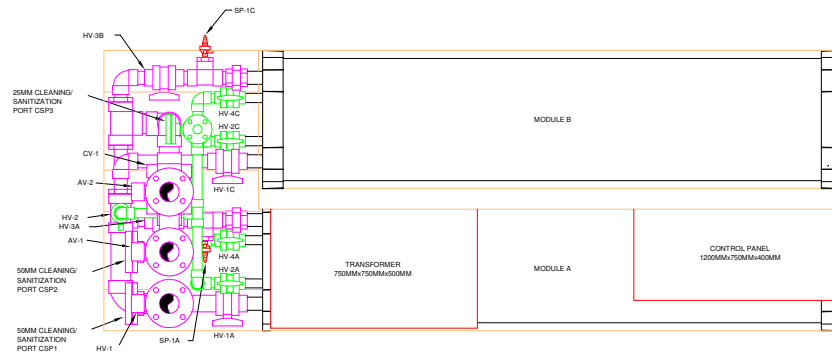 SP-1C
HV-3B
25MM CLEANING/
SANITIZATION
PORT CSP3
HV-4C
HV-2C
MODULE B
CV-1
AV-2
HV-1C
HV-2
HV-3A
AV-1
HV-4A
HV-2A
TRANSFORMER
750MMx750MMx500MM
MODULE A
CONTROL PANEL
1200MMx750MMx400MM
50MM CLEANING/
SANITIZATION
PORT CSP2
50MM CLEANING/
SANITIZATION
PORT CSP1
HV-1
SP-1A
HV-1A